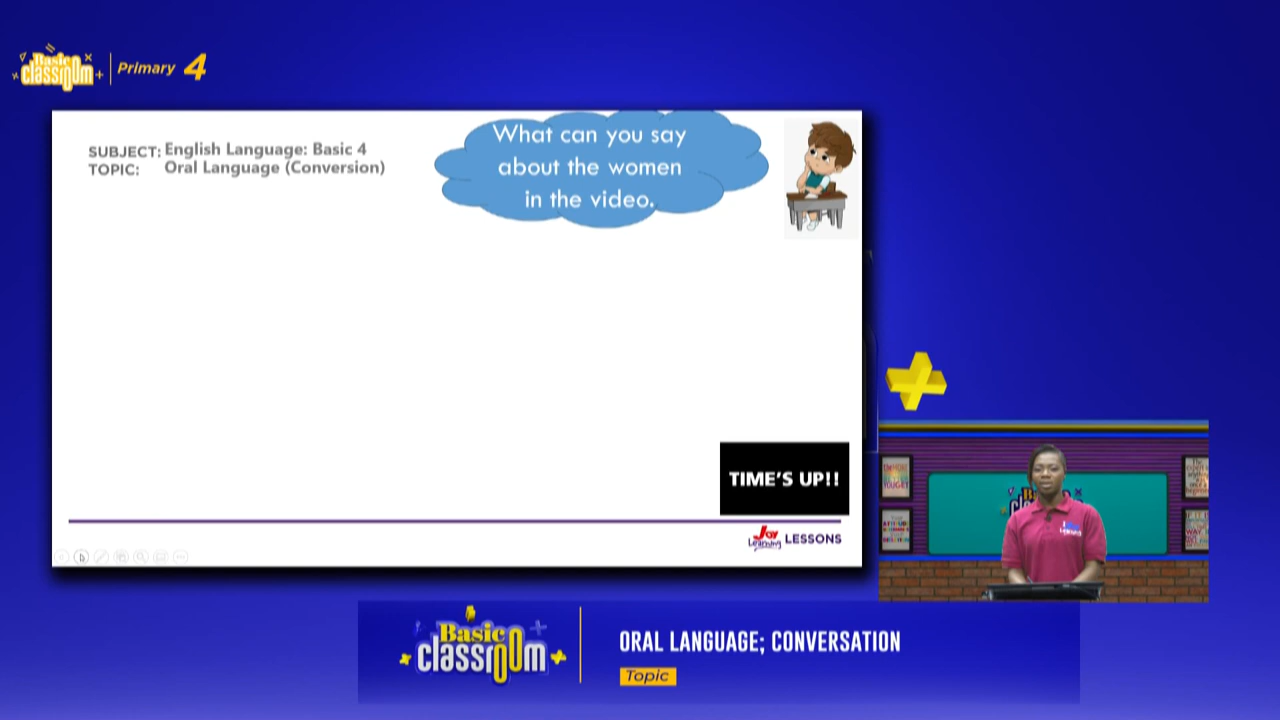 Basic
classroom
Primary 4
SUBJECT: English Language: Basic 4
TOPIC: Oral Language (Conversion)
What can you say
about the women
in the video.
TIME'S UP!!
Joy
Learning
LESSONS
Basic
classroom
ORAL LANGUAGE; CONVERSATION
Topic